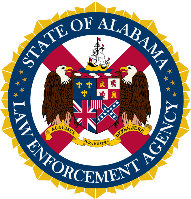 STATE OF ALABAMA
LAW ENFORCEMENT AGENCY